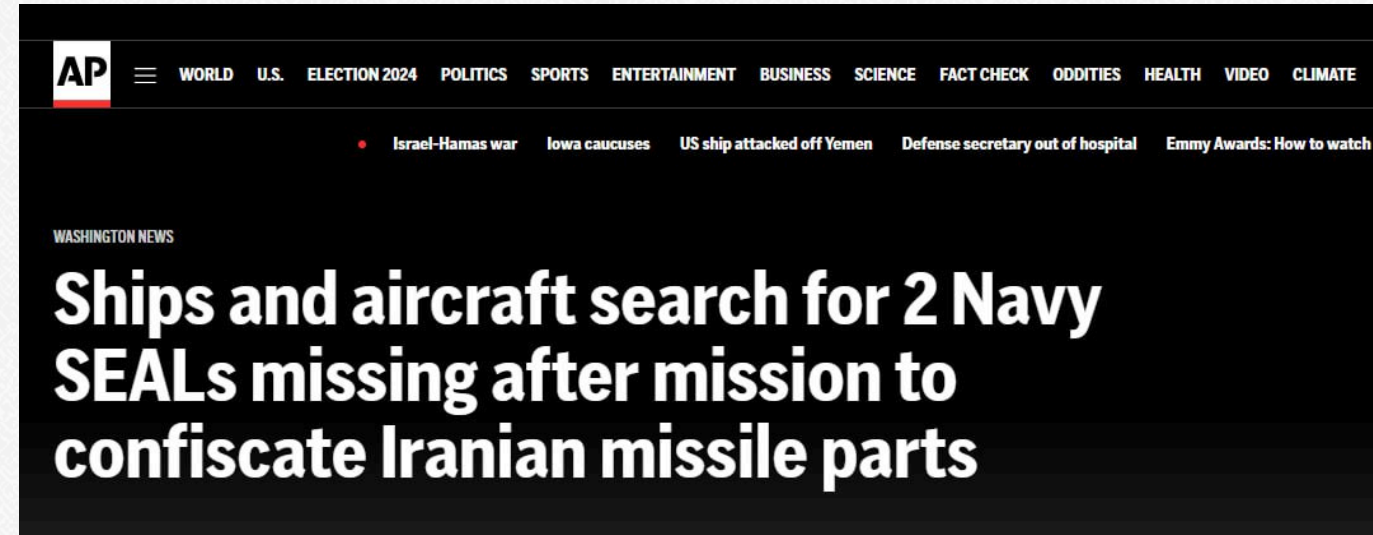 AP WORLD U.S. ELECTION 2024 POLITICS SPORTS ENTERTAINMENT BUSINESS SCIENCE FACT CHECK ODDITIES HEALTH VIDEO CLIMATE
Israel-Hamas war Iowa caucuses US ship attacked off Yemen Defense secretary out of hospital Emmy Awards: How to watch
WASHINGTON NEWS
Ships and aircraft search for 2 Navy
SEALs missing after mission to
confiscate Iranian missile parts